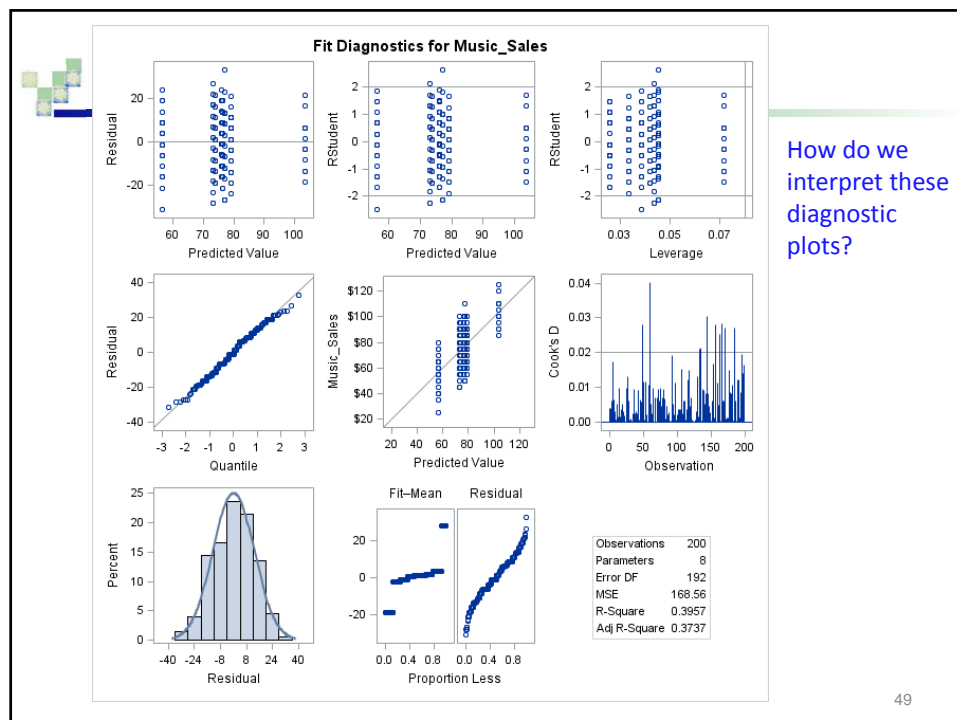 Fit Diagnostics for Music_Sales
Residual
20
0
-20
60 70 80 90 100
Predicted Value
RStudent
2
1
0
-1
-2
60 70 80 90 100
Predicted Value
RStudent
2
1
0
-1
-2
0.03 0.05 0.07
Leverage
How do we
interpret these
diagnostic
plots?
Residual
40
20
0
-20
-40
-3 -2 -1 0 1 2 3
Quantile
Music_Sales
$120
$100
$80
$60
$40
$20
20 40 60 80 100 120
Predicted Value
Cook's D
0.04
0.03
0.02
0.01
0.00
0 50 100 150 200
Observation
Percent
25
20
15
10
5
0
-40 -24 -8 8 24 40
Residual
Fit–Mean Residual
20
0
-20
0.0 0.4 0.8 0.0 0.4 0.8
Proportion Less
Observations 200
Parameters 8
Error DF 192
MSE 168.56
R-Square 0.3957
Adj R-Square 0.3737
49